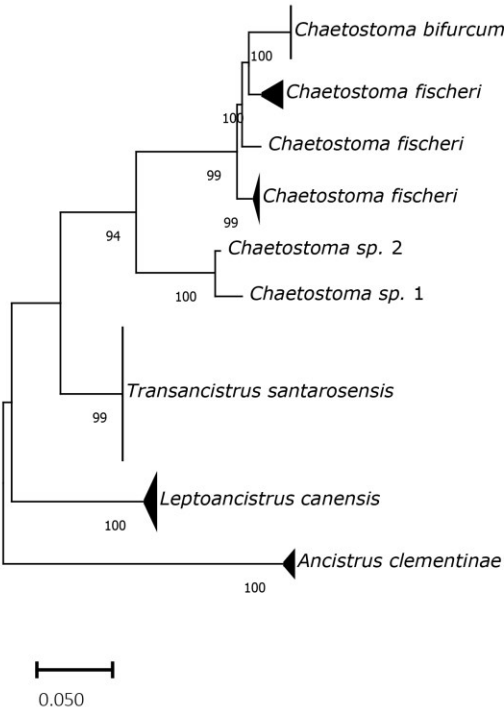 Chaetostoma bifurcum
100
Chaetostoma fischeri
100
Chaetostoma fischeri
99
Chaetostoma fischeri
99
94
Chaetostoma sp. 2
100
Chaetostoma sp. 1
Transancistrus santarosensis
99
Leptoancistrus canensis
100
Ancistrus clementinae
100
0.050